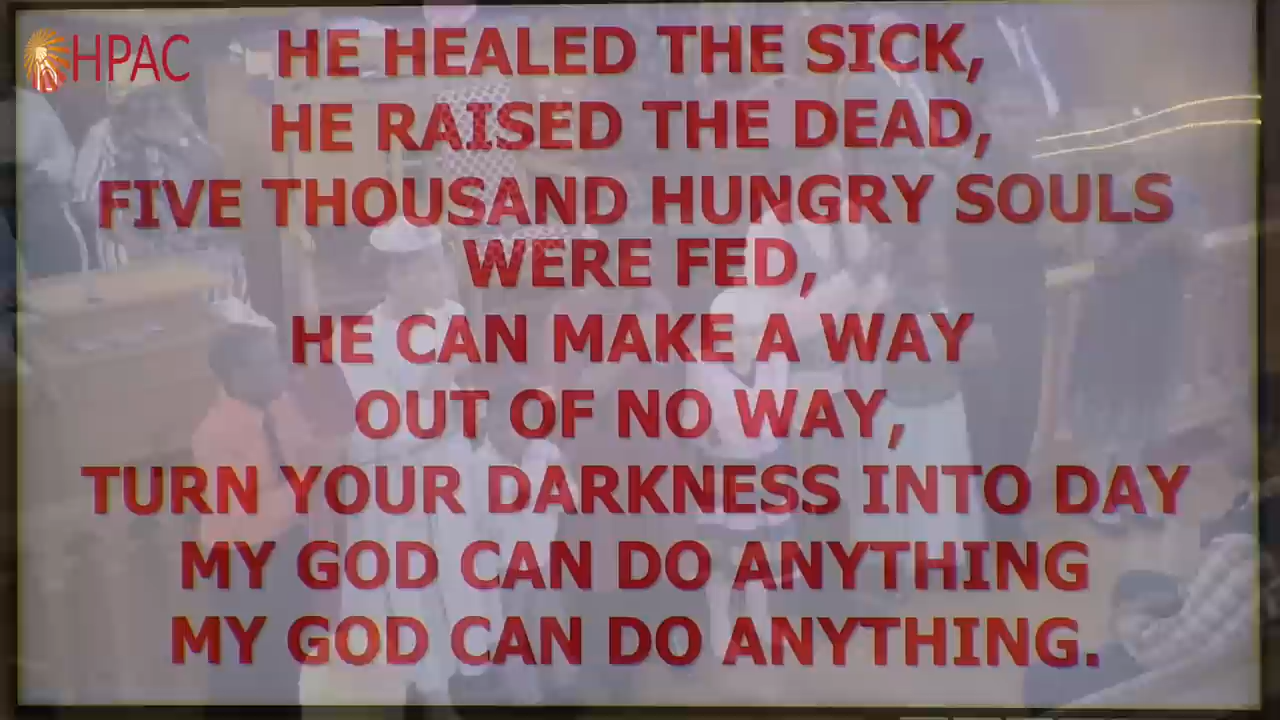 HPAC
HE HEALED THE SICK,
HE RAISED THE DEAD,
FIVE THOUSAND HUNGRY SOULS
WERE FED,
HE CAN MAKE A WAY
OUT OF NO WAY,
TURN YOUR DARKNESS INTO DAY
MY GOD CAN DO ANYTHING
MY GOD CAN DO ANYTHING.